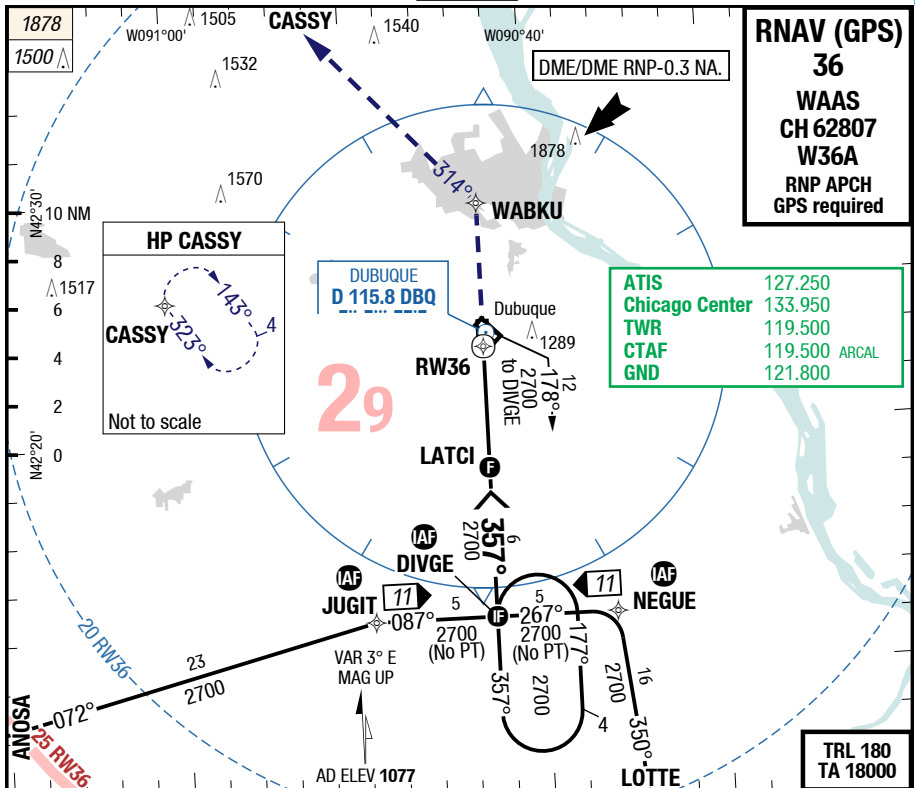 1878
1500
1505
W091°00'
CASSY
1540
W090°40'
1532
DME/DME RNP-0.3 NA.
RNAV (GPS)
36
WAAS
CH 62807
W36A
RNP APCH
GPS required
1878
314°
1570
WABKU
N42°30'
10 NM
8
6
4
2
0
N42°20'
1517
HP CASSY
CASSY
143°
323°
4
Not to scale
DUBUQUE
D 115.8 DBQ
Dubuque
1289
RW36
12
178°
2700
to DIVGE
29
ATIS 127.250
Chicago Center 133.950
TWR 119.500
CTAF 119.500 ARCAL
GND 121.800
LATCI
F
6
357°
2700
IAF
DIVGE
IAF
JUGIT
11
11
IAF
NEGUE
087°
5
2700
(No PT)
IF
5
267°
2700
(No PT)
177°
357°
2700
4
16
2700
350°
LOTTE
20 RW36
23
2700
072°
ANOSA
25 RW36
VAR 3° E
MAG UP
AD ELEV 1077
TRL 180
TA 18000